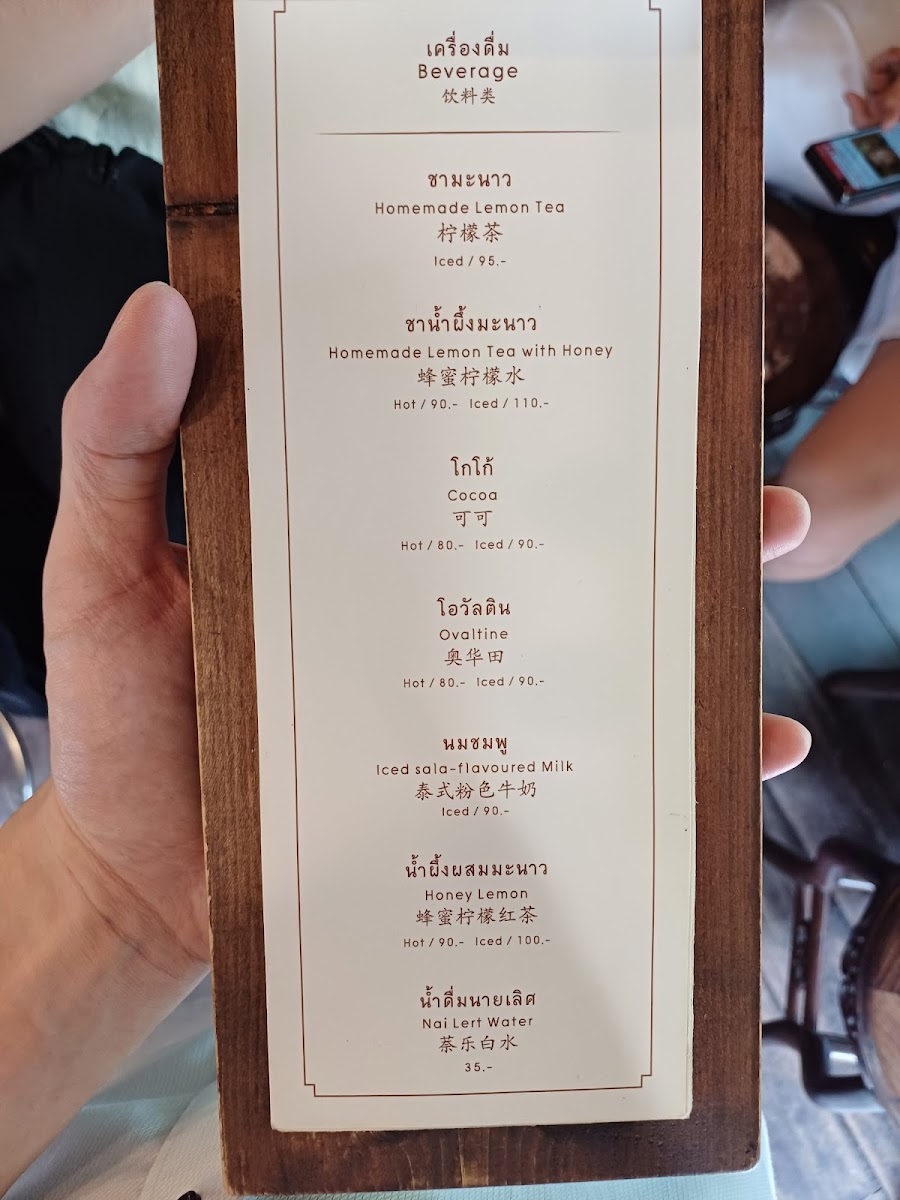 เครื่องดื่ม
Beverage
饮料类
ชามะนาว
Homemade Lemon Tea
柠檬茶
Iced / 95.-
ชาน้ำผึ้งมะนาว
Homemade Lemon Tea with Honey
蜂蜜柠檬水
Hot / 90.- Iced / 110.-
โกโก้
Cocoa
可可
Hot / 80.- Iced / 90.-
โอวัลติน
Ovaltine
奥华田
Hot / 80.- Iced / 90.-
นมชมพู
Iced sala-flavoured Milk
泰式粉色牛奶
Iced / 90.-
น้ำผึ้งผสมมะนาว
Honey Lemon
蜂蜜柠檬红茶
Hot / 90.- Iced / 100.-
น้ำดื่มนายเลิศ
Nai Lert Water
萘乐白水
35.-